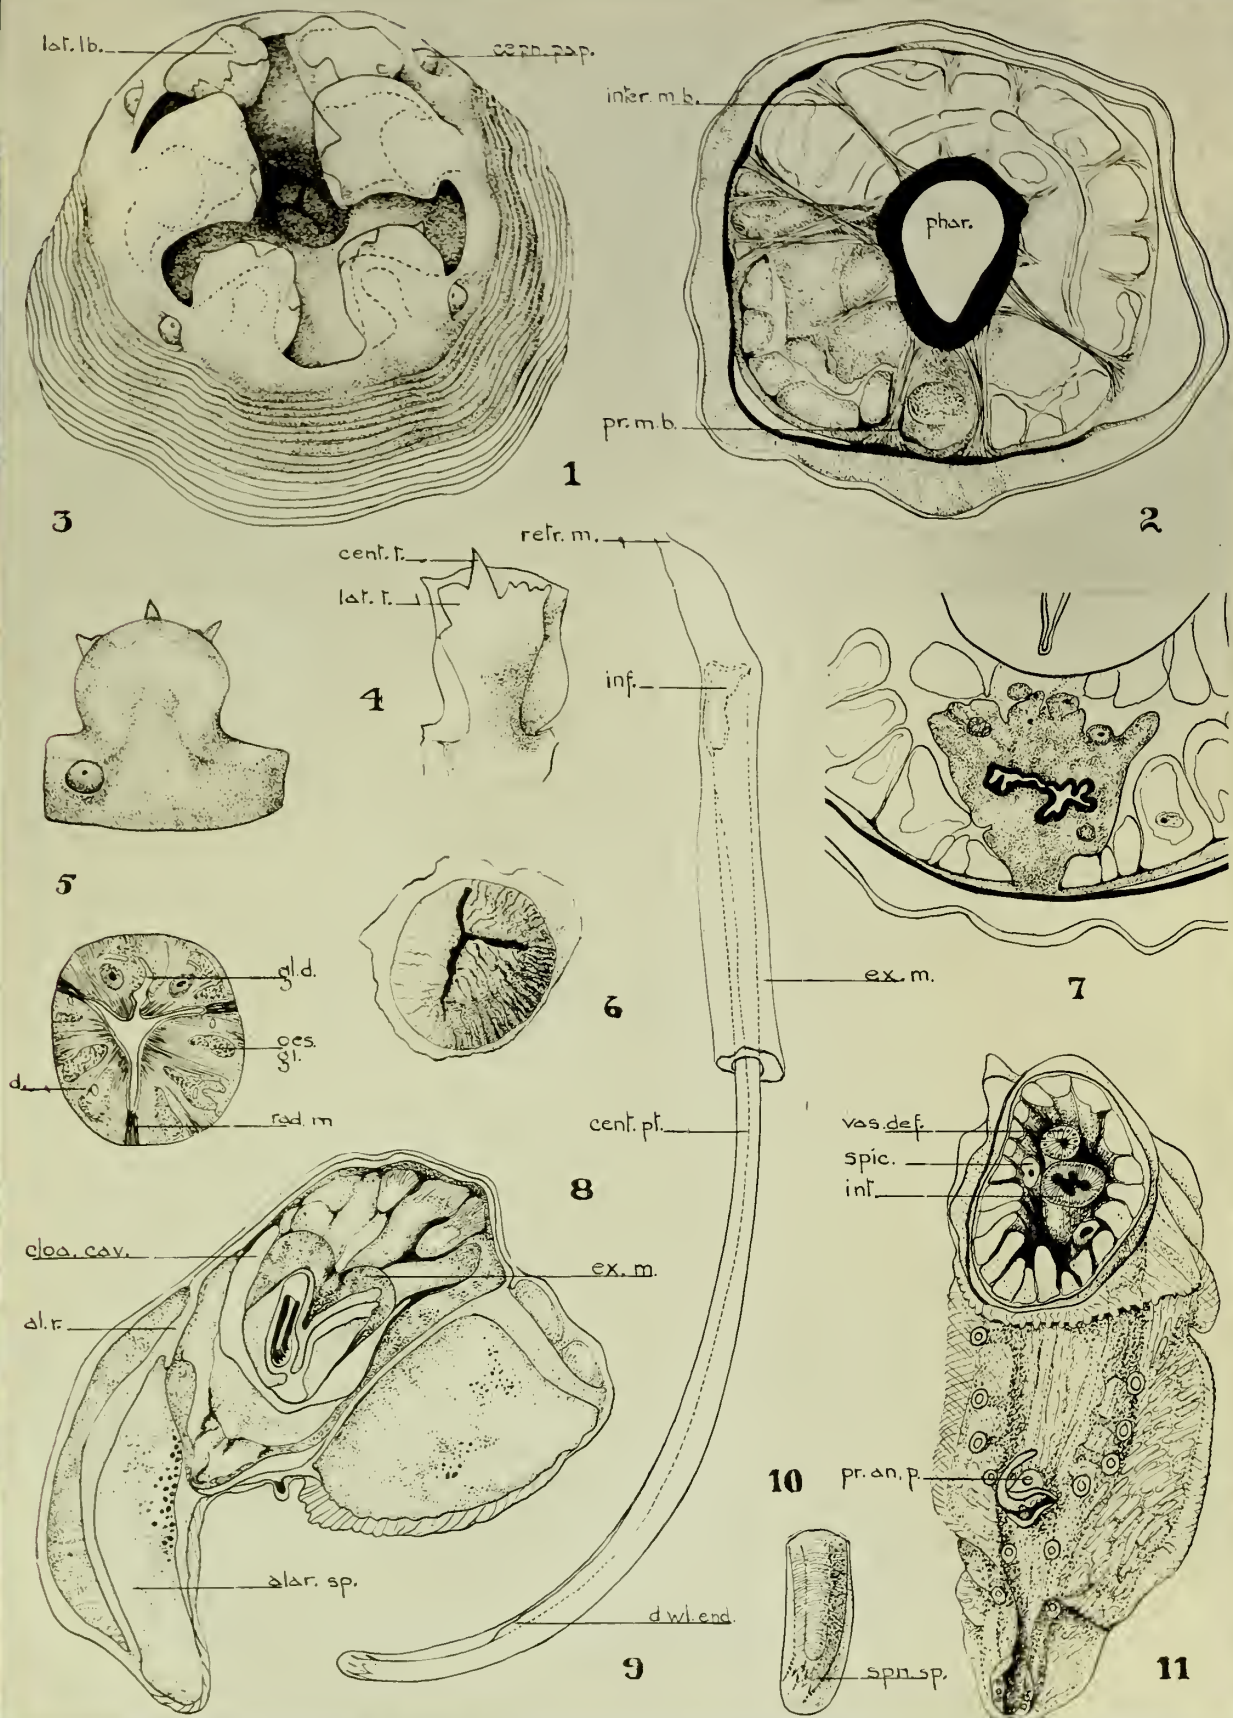 lat. lb.
ceph. pap.
inter. m. b.
phar.
pr. m. b.
1
2
3
retr. m.
cent. t.
lat. t.
4
inf.
5
6
7
gl. d.
oes.
gl.
d.
rad. m
ex. m.
cent. pt.
vas. def.
spic.
int
8
cloa. cav.
ex. m.
al. r.
10
pr. an. p.
alar. sp.
d. wl. end.
9
spn. sp.
11